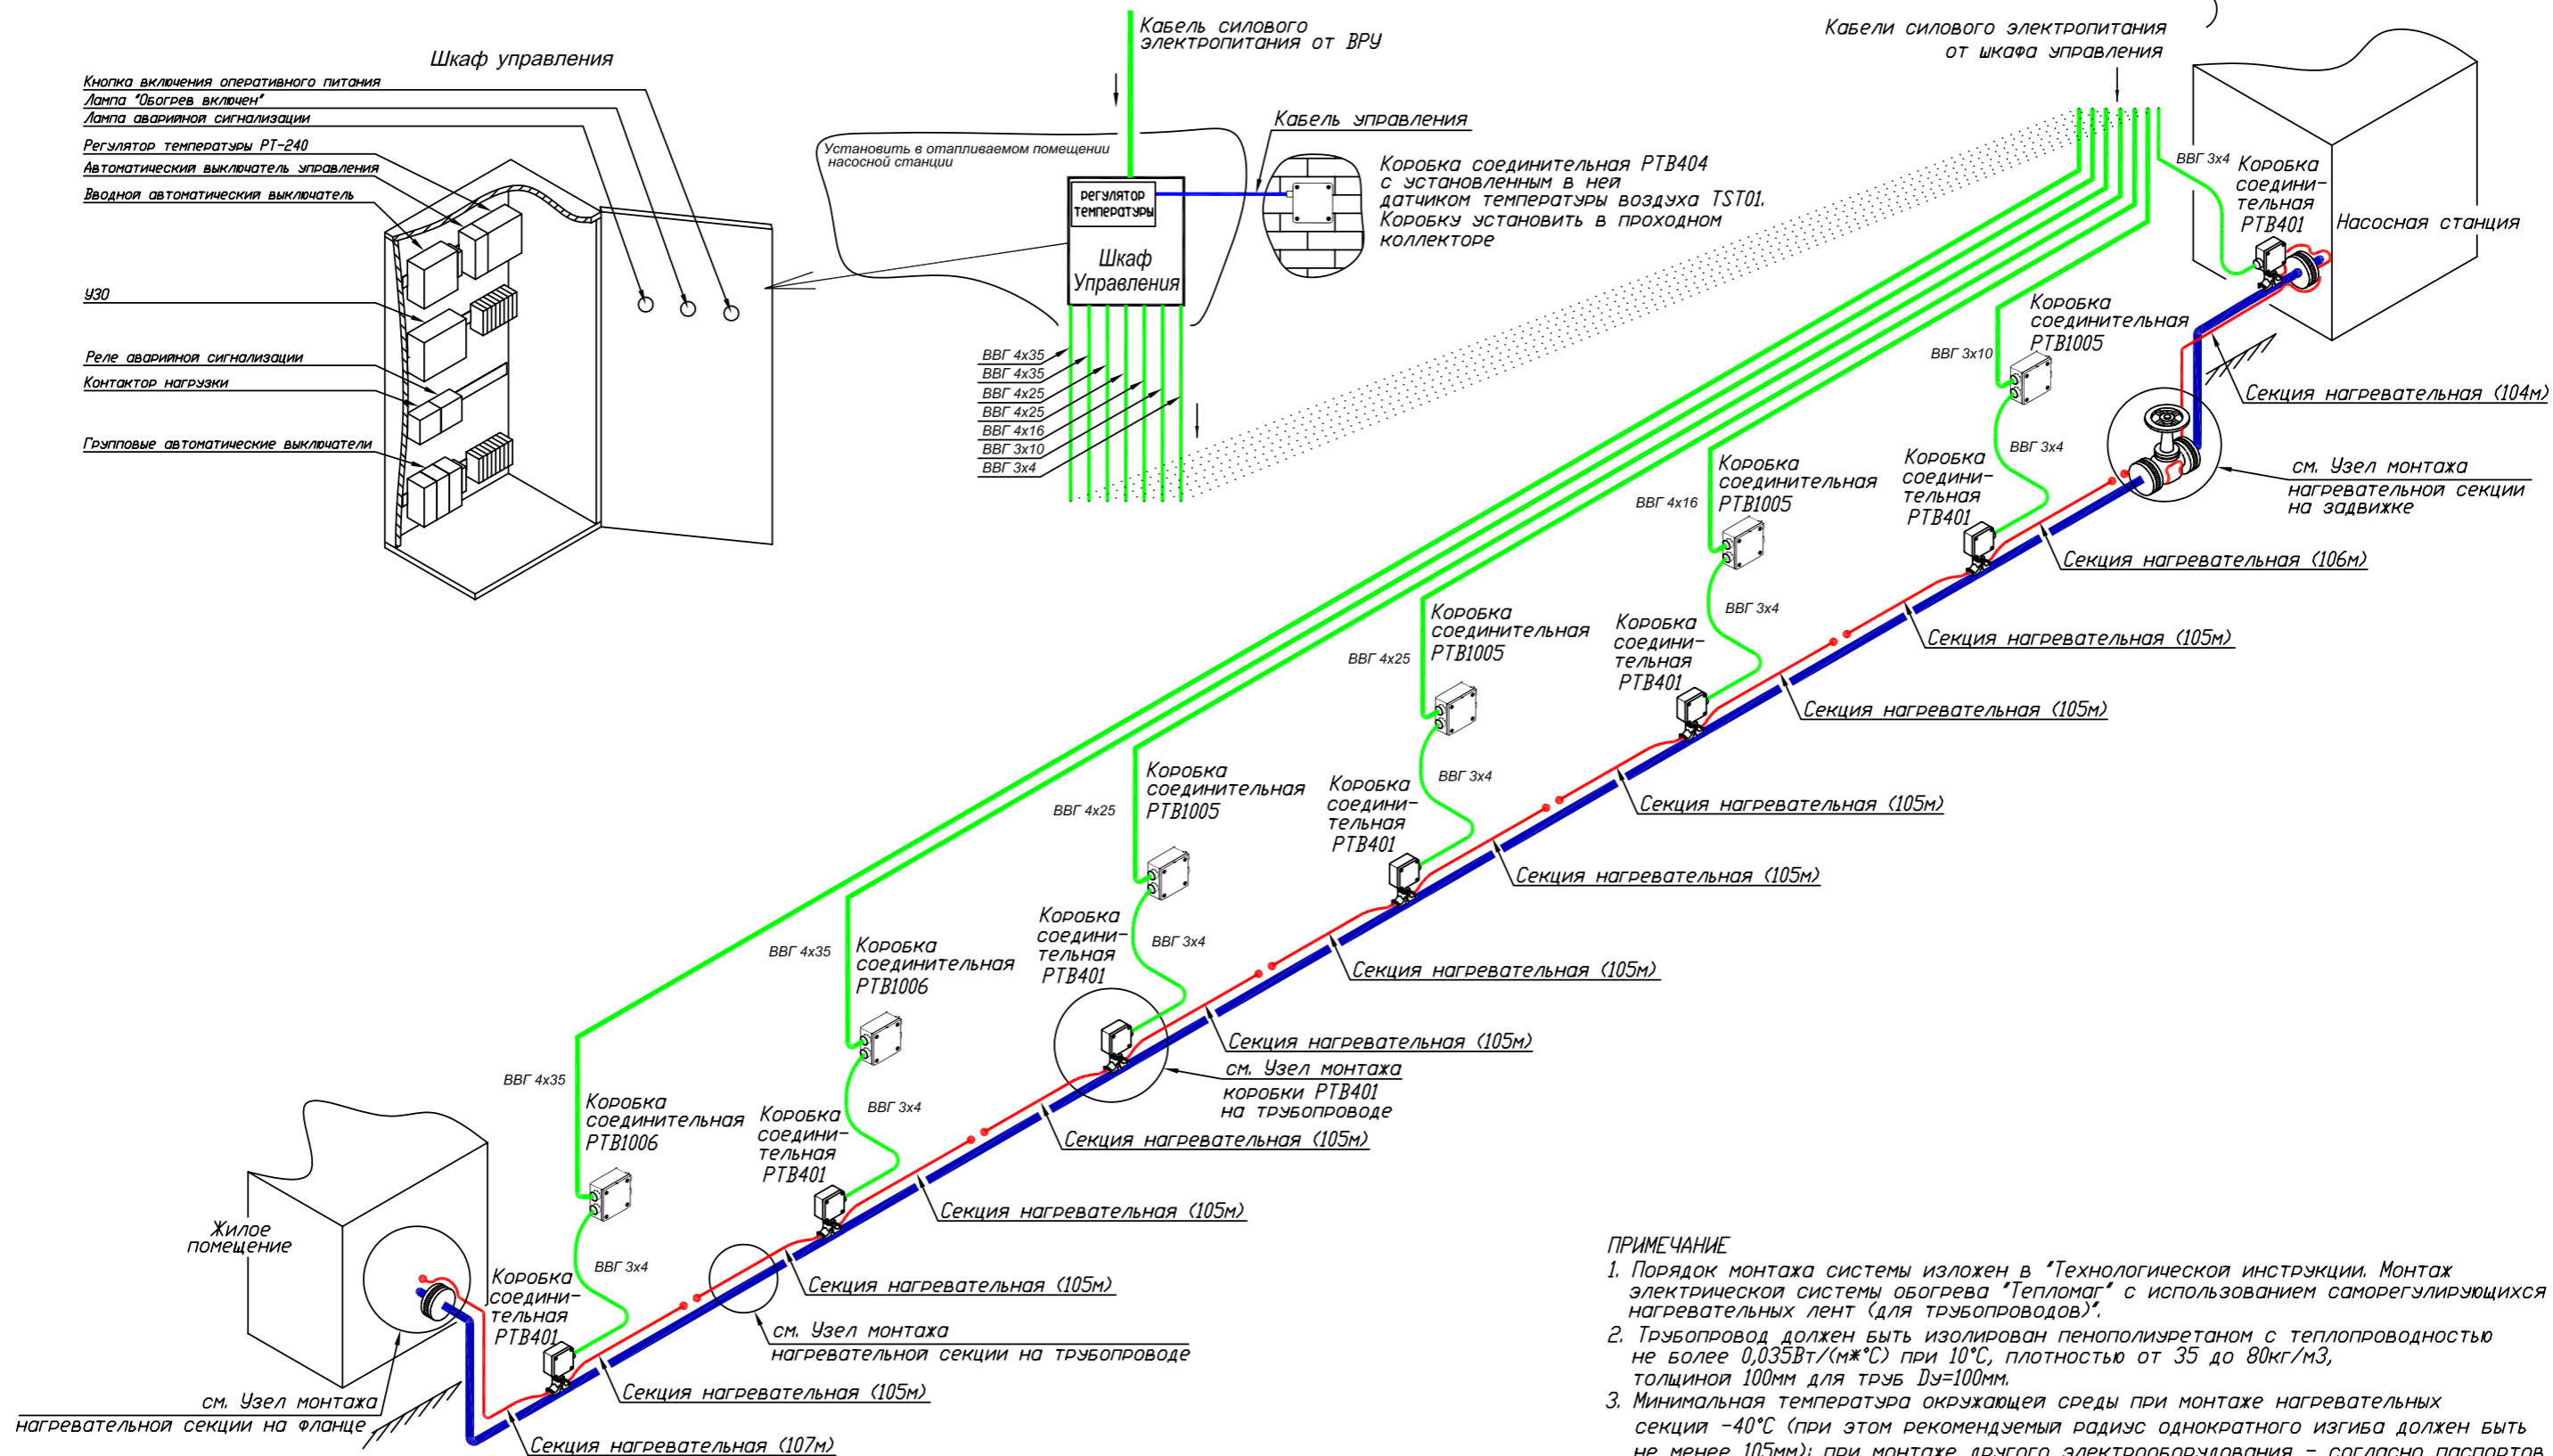 Шкаф управления
Кнопка включения оперативного питания
Лампа "Обогрев включен"
Лампа аварийной сигнализации
Регулятор температуры РТ-240
Автоматический выключатель управления
Вводной автоматический выключатель
УЗО
Реле аварийной сигнализации
Контактор нагрузки
Групповые автоматические выключатели
Кабель силового
электропитания от ВРУ
Установить в отапливаемом помещении
насосной станции
РЕГУЛЯТОР
ТЕМПЕРАТУРЫ
Шкаф
Управления
Кабель управления
Коробка соединительная РТВ404
с установленным в ней
датчиком температуры воздуха TST01.
Коробку установить в проходном
коллекторе
ВВГ 4х35
ВВГ 4х35
ВВГ 4х25
ВВГ 4х25
ВВГ 4х16
ВВГ 3х10
ВВГ 3х4
Кабели силового электропитания
от шкафа управления
ВВГ 3х4
Коробка
соедини-
тельная
РТВ401
Насосная станция
Секция нагревательная (104м)
см. Узел монтажа
нагревательной секции
на задвижке
ВВГ 3х10
Коробка
соединительная
РТВ1005
ВВГ 3х4
Коробка
соедини-
тельная
РТВ401
Секция нагревательная (106м)
Секция нагревательная (105м)
ВВГ 4х16
Коробка
соединительная
РТВ1005
ВВГ 3х4
Коробка
соедини-
тельная
РТВ401
Секция нагревательная (105м)
Секция нагревательная (105м)
ВВГ 4х25
Коробка
соединительная
РТВ1005
ВВГ 3х4
Коробка
соедини-
тельная
РТВ401
Секция нагревательная (105м)
Секция нагревательная (105м)
ВВГ 4х25
Коробка
соединительная
РТВ1005
ВВГ 3х4
Коробка
соедини-
тельная
РТВ401
Секция нагревательная (105м)
см. Узел монтажа
коробки РТВ401
на трубопроводе
Секция нагревательная (105м)
ВВГ 4х35
Коробка
соединительная
РТВ1006
ВВГ 3х4
Коробка
соедини-
тельная
РТВ401
Секция нагревательная (105м)
Секция нагревательная (105м)
см. Узел монтажа
нагревательной секции на трубопроводе
ВВГ 4х35
Коробка
соединительная
РТВ1006
ВВГ 3х4
Коробка
соедини-
тельная
РТВ401
Секция нагревательная (105м)
Секция нагревательная (107м)
Жилое
помещение
см. Узел монтажа
нагревательной секции на фланце
ПРИМЕЧАНИЕ
1. Порядок монтажа системы изложен в "Технологической инструкции. Монтаж
электрической системы обогрева "Тепломаг" с использованием саморегулирующихся
нагревательных лент (для трубопроводов)".
2. Трубопровод должен быть изолирован пенополиуретаном с теплопроводностью
не более 0,035Вт/(м*°С) при 10°С, плотностью от 35 до 80кг/м3,
толщиной 100мм для труб Dу=100мм.
3. Минимальная температура окружающей среды при монтаже нагревательных
секций -40°С (при этом рекомендуемый радиус однократного изгиба должен быть
не менее 105мм); при монтаже другого электрооборудования - согласно паспортов